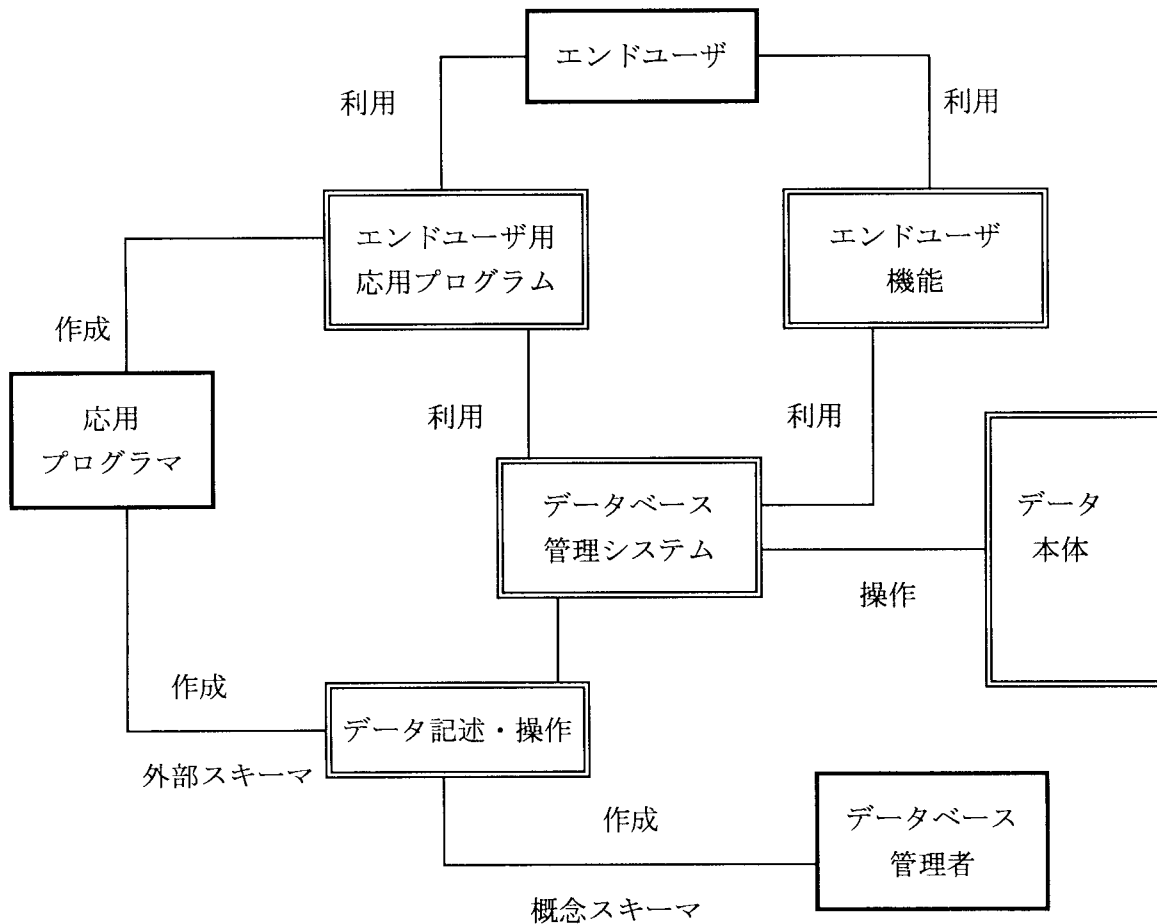 エンドユーザ
利用
利用
エンドユーザ用
応用プログラム
エンドユーザ
機能
作成
応用
プログラマ
利用
利用
データベース
管理システム
データ
本体
操作
作成
データ記述・操作
外部スキーマ
作成
データベース
管理者
概念スキーマ